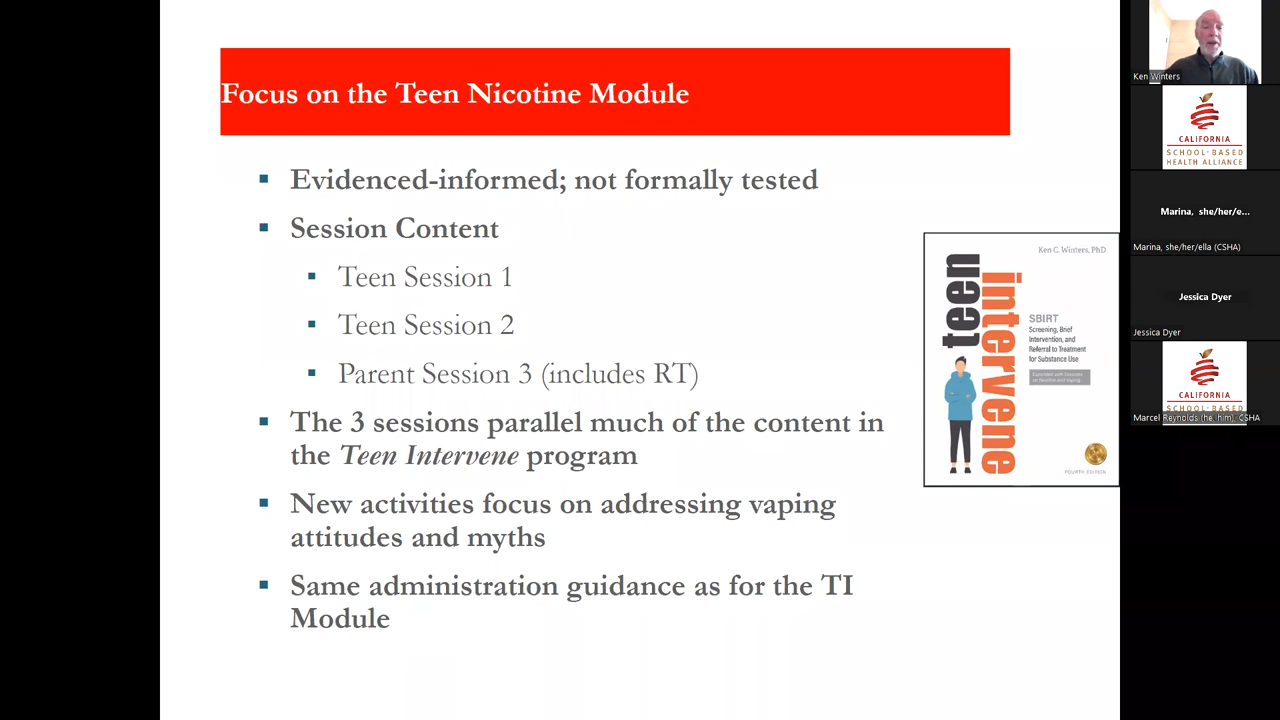 Focus on the Teen Nicotine Module
Evidenced-informed; not formally tested
Session Content
Teen Session 1
Teen Session 2
Parent Session 3 (includes RT)
The 3 sessions parallel much of the content in
the Teen Intervene program
New activities focus on addressing vaping
attitudes and myths
Same administration guidance as for the TI
Module
Ken C. Winters, PhD
teen
intervene
SBIRT
Screening, Brief
Intervention, and
Referral to Treatment
for Substance Use
FOURTH EDITION
Ken Winters
CALIFORNIA
SCHOOL-BASED
HEALTH ALLIANCE
Marina, she/her/e...
Marina, she/her/ella (CSHA)
Jessica Dyer
Jessica Dyer
CALIFORNIA
SCHOOL-BASED
Marcel Reynolds (he, him), CSHA